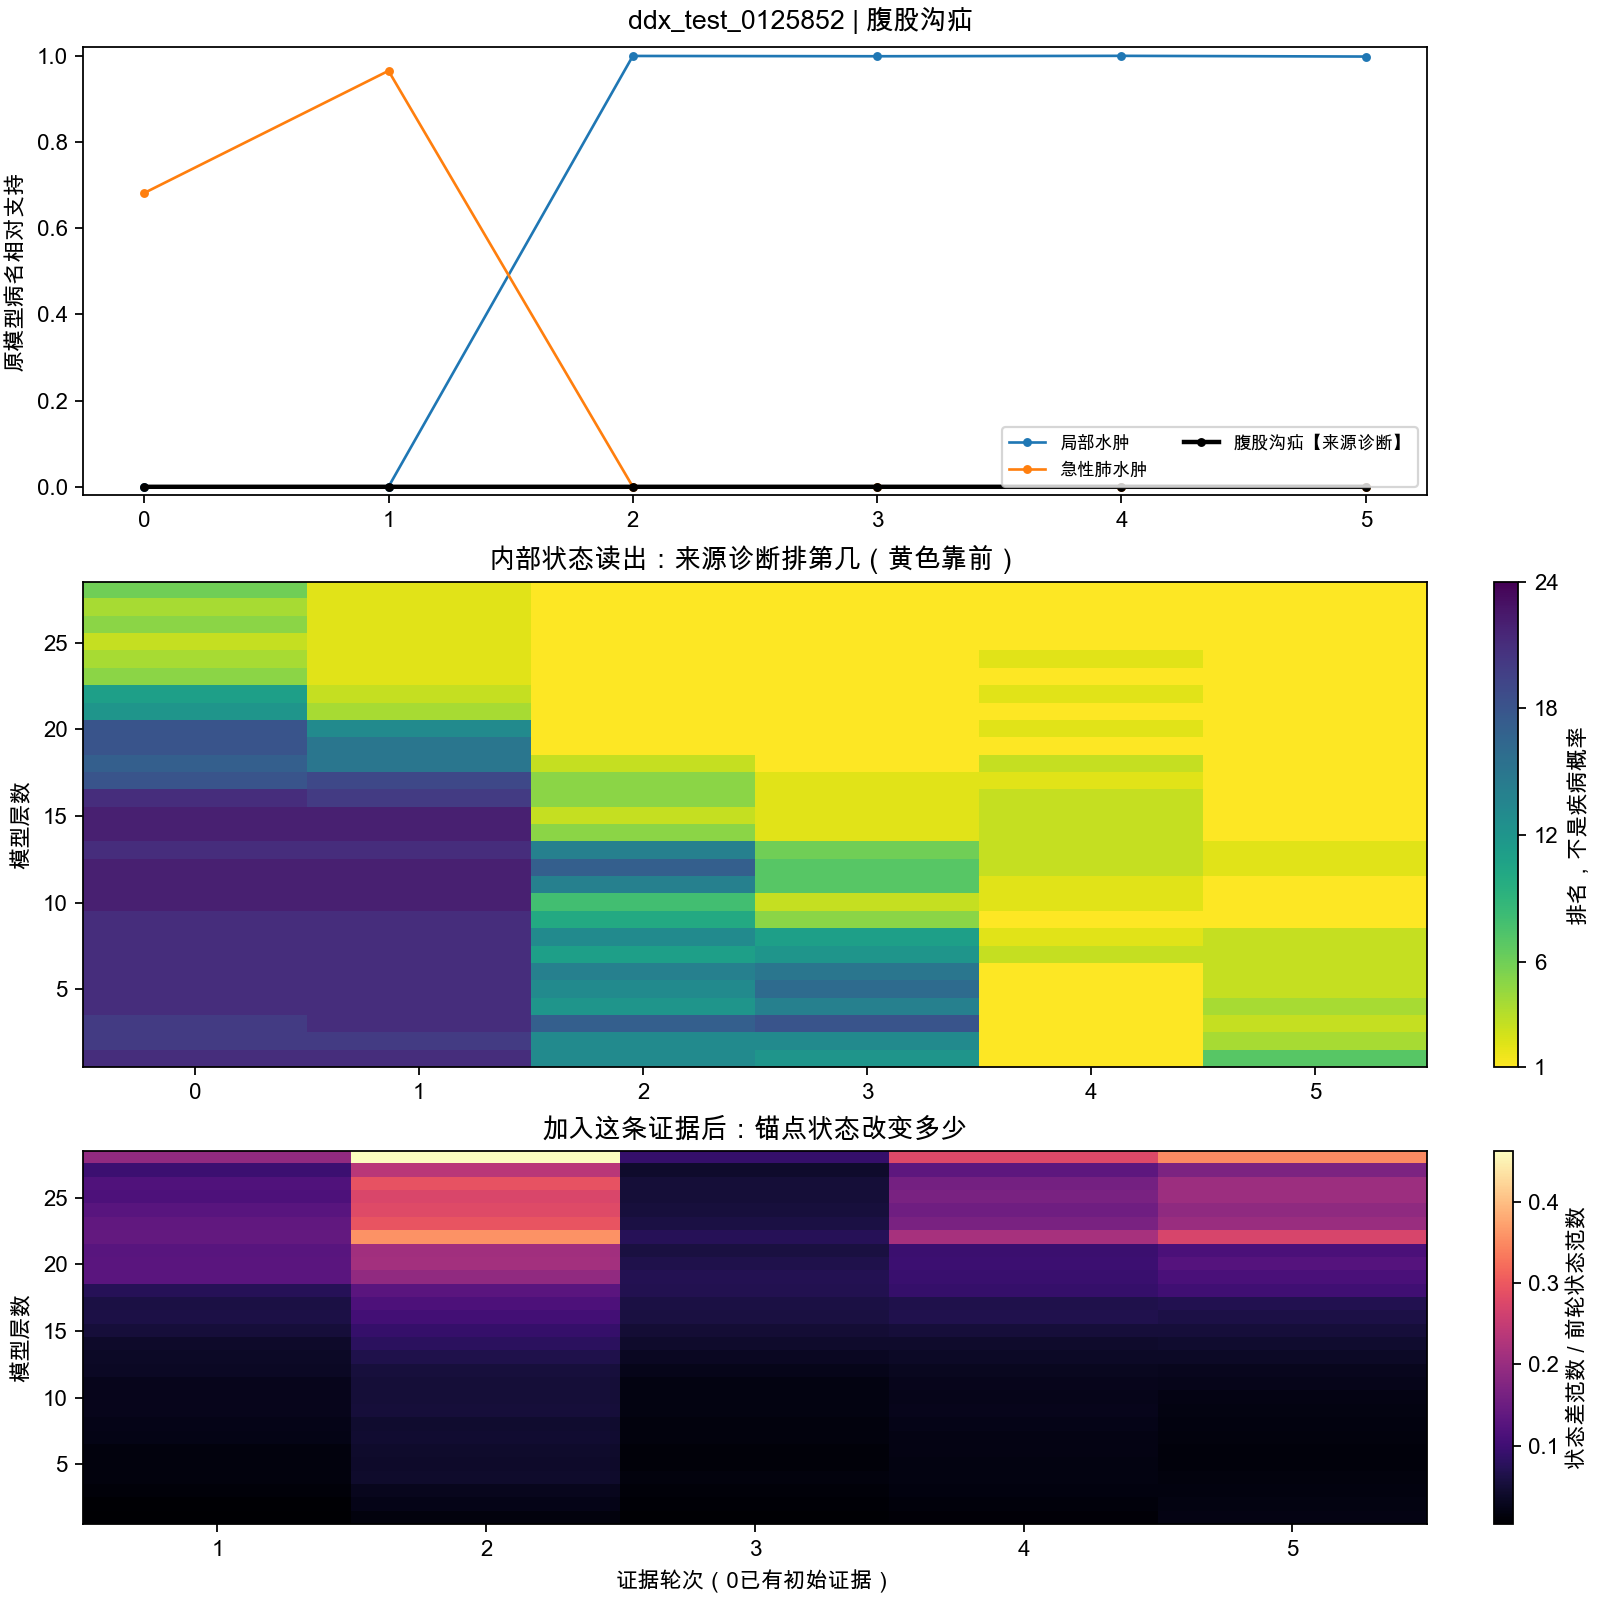 ddx_test_0125852 | 腹股沟疝
原模型病名相对支持
1.0
0.8
0.6
0.4
0.2
0.0
局部水肿
急性肺水肿
腹股沟疝【来源诊断】
0 1 2 3 4 5
内部状态读出：来源诊断排第几（黄色靠前）
模型层数
25
20
15
10
5
0 1 2 3 4 5
24
18
12
6
1
排名，不是疾病概率
加入这条证据后：锚点状态改变多少
模型层数
25
20
15
10
5
1 2 3 4 5
证据轮次（0已有初始证据）
0.4
0.3
0.2
0.1
状态差范数 / 前轮状态范数